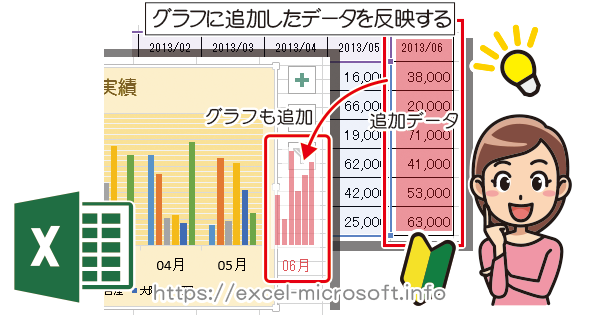 グラフに追加したデータを反映する
2013/02 2013/03 2013/04 2013/05 2013/06
実績
16,000 38,000
66,000 20,000
19,000 71,000
62,000 41,000
42,000 53,000
25,000 63,000
グラフも追加
追加データ
04月 05月 06月
X
https://excel-microsoft.info